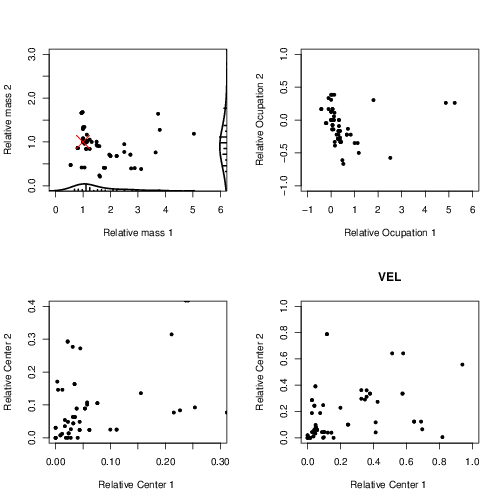 Relative mass 2
3.0
2.0
1.0
0.0
0 1 2 3 4 5 6
Relative mass 1
Relative Ocupation 2
1.0
0.5
0.0
−0.5
−1.0
−1 0 1 2 3 4 5 6
Relative Ocupation 1
Relative Center 2
0.4
0.3
0.2
0.1
0.0
0.00 0.10 0.20 0.30
Relative Center 1
VEL
Relative Center 2
1.0
0.8
0.6
0.4
0.2
0.0
0.0 0.2 0.4 0.6 0.8 1.0
Relative Center 1